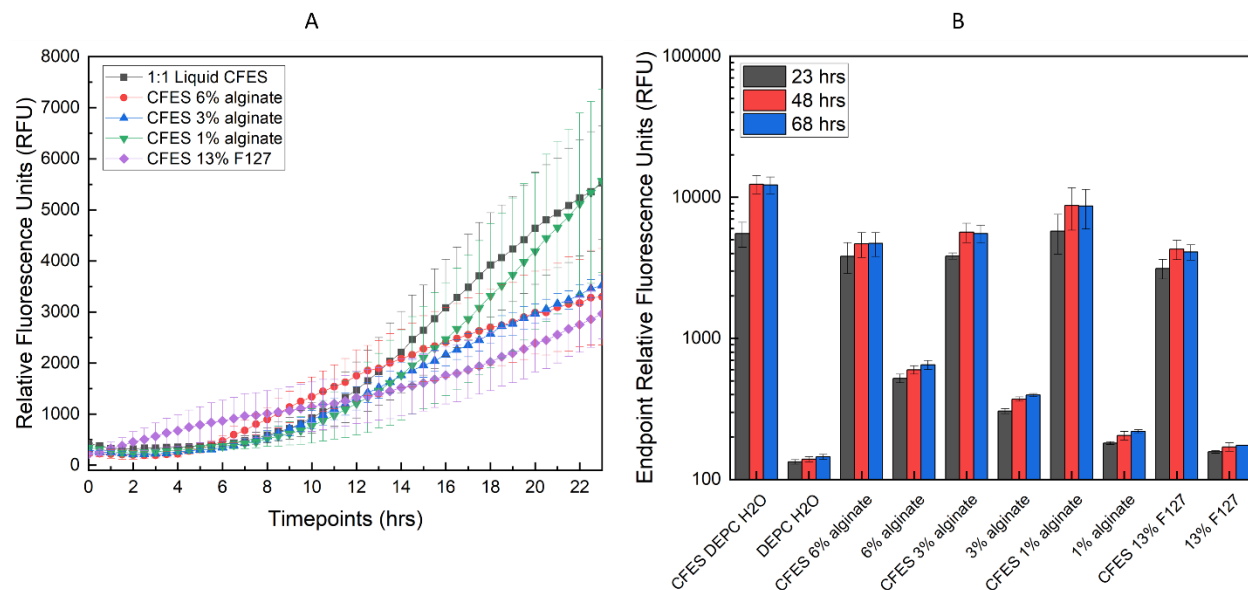 A
Relative Fluorescence Units (RFU)
8000
7000
6000
5000
4000
3000
2000
1000
0
1:1 Liquid CFES
CFES 6% alginate
CFES 3% alginate
CFES 1% alginate
CFES 13% F127
0 2 4 6 8 10 12 14 16 18 20 22
Timepoints (hrs)
B
Endpoint Relative Fluorescence Units (RFU)
100000
10000
1000
100
23 hrs
48 hrs
68 hrs
CFES DEPC H2O
DEPC H2O
CFES 6% alginate
6% alginate
CFES 3% alginate
3% alginate
CFES 1% alginate
1% alginate
CFES 13% F127
13% F127